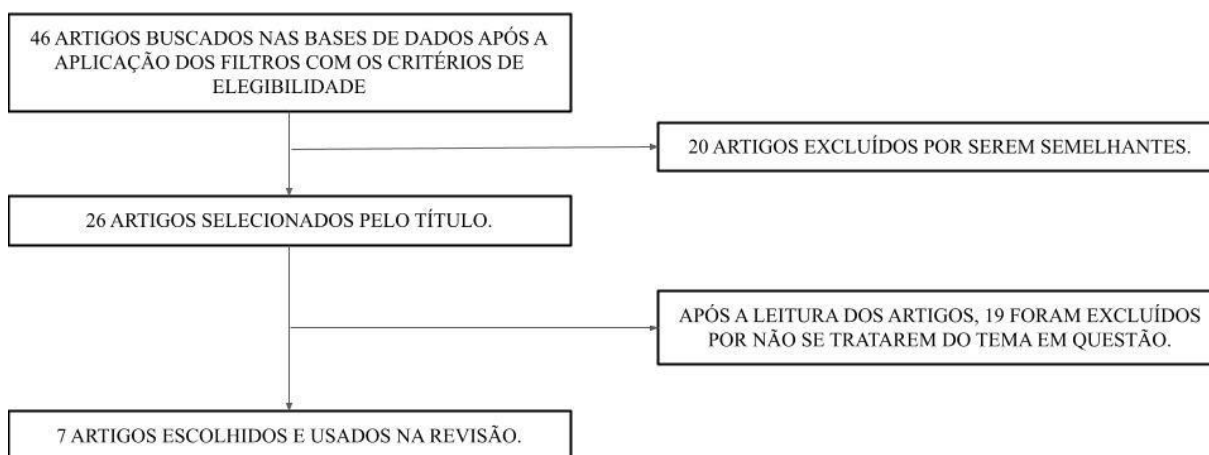 46 ARTIGOS BUSCADOS NAS BASES DE DADOS APÓS A
APLICAÇÃO DOS FILTROS COM OS CRITÉRIOS DE
ELEGIBILIDADE
20 ARTIGOS EXCLUÍDOS POR SEREM SEMELHANTES.
26 ARTIGOS SELECIONADOS PELO TÍTULO.
APÓS A LEITURA DOS ARTIGOS, 19 FORAM EXCLUÍDOS
POR NÃO SE TRATAREM DO TEMA EM QUESTÃO.
7 ARTIGOS ESCOLHIDOS E USADOS NA REVISÃO.